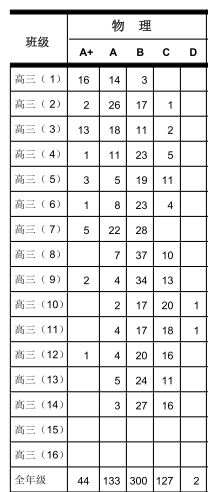 班级 物 理
A+ A B C D
高三（ 1） 16 14 3
高三（ 2） 2 26 17 1
高三（ 3） 13 18 11 2
高三（ 4） 1 11 23 5
高三（ 5） 3 5 19 11
高三（ 6） 1 8 23 4
高三（ 7） 5 22 28
高三（ 8） 7 37 10
高三（ 9） 2 4 34 13
高三（10） 2 17 20 1
高三（11） 4 17 18 1
高三（12） 1 4 20 16
高三（13） 5 24 11
高三（14） 3 27 16
高三（15）
高三（16）
全年级 44 133 300 127 2